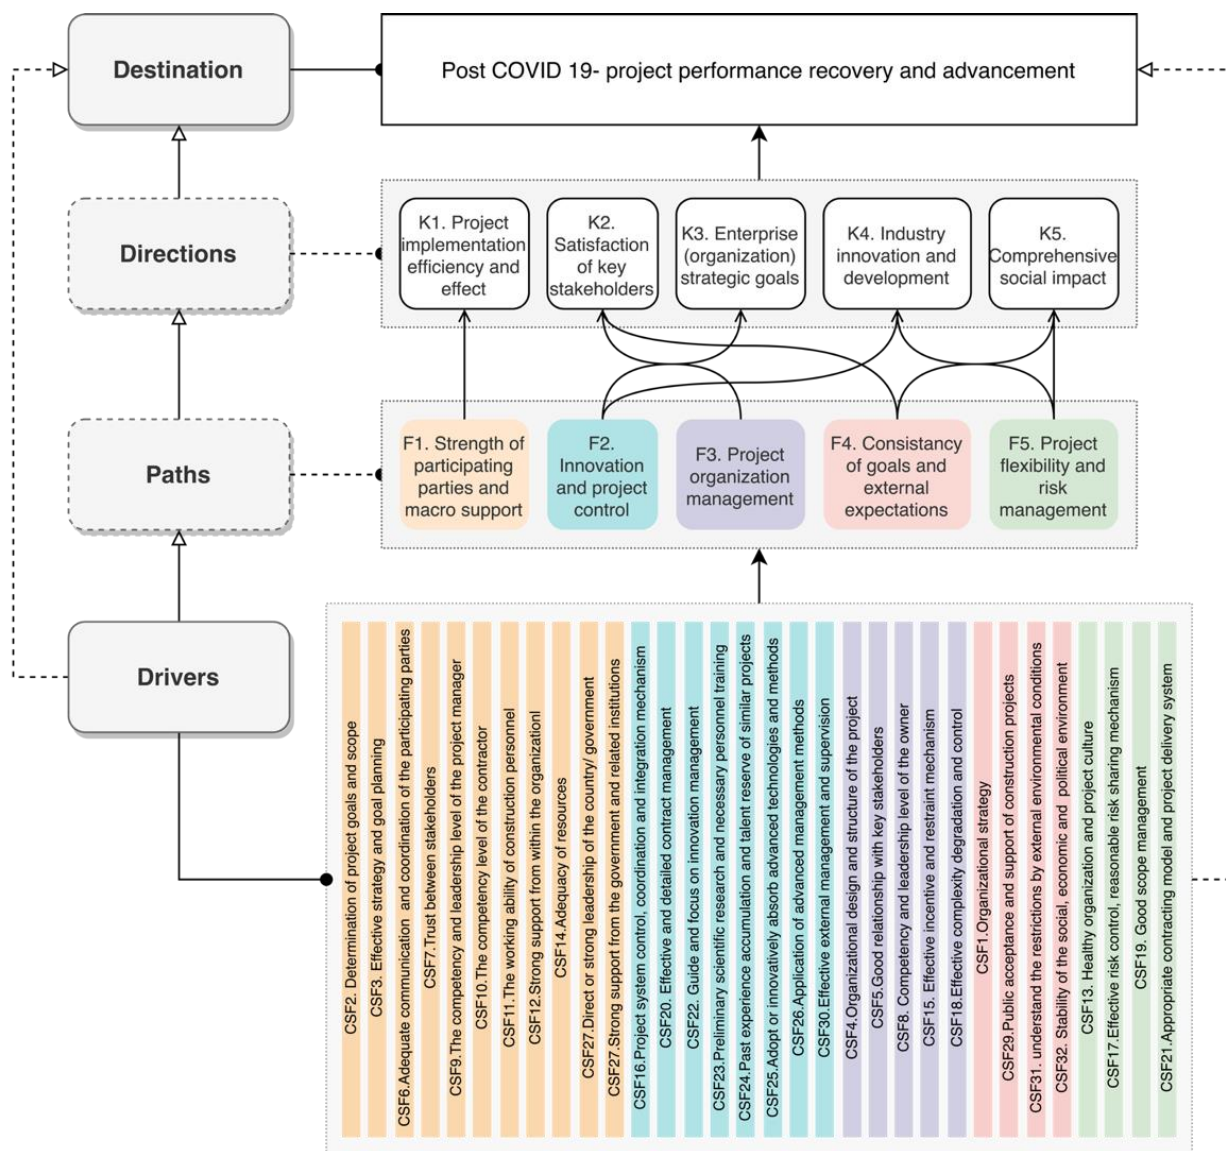 Destination
Post COVID 19- project performance recovery and advancement
Directions
K1. Project
implementation
efficiency and
effect
K2.
Satisfaction
of key
stakeholders
K3. Enterprise
(organization)
strategic goals
K4. Industry
innovation and
development
K5.
Comprehensive
social impact
Paths
F1. Strength of
participating
parties and
macro support
F2.
Innovation
and project
control
F3. Project
organization
management
F4. Consistancy
of goals and
external
expectations
F5. Project
flexibility and
risk
management
Drivers
CSF2. Determination of project goals and scope
CSF3. Effective strategy and goal planning
CSF6.Adequate communication and coordination of the participating parties
CSF7.Trust between stakeholders
CSF9.The competency and leadership level of the project manager
CSF10.The competency level of the contractor
CSF11.The working ability of construction personnel
CSF12.Strong support from within the organizationl
CSF14.Adequacy of resources
CSF27.Direct or strong leadership of the country/ government
CSF27.Strong support from the government and related institutions
CSF16.Project system control, coordination and integration mechanism
CSF20. Effective and detailed contract management
CSF22. Guide and focus on innovation management
CSF23.Preliminary scientific research and necessary personnel training
CSF24.Past experience accumulation and talent reserve of similar projects
CSF25.Adopt or innovatively absorb advanced technologies and methods
CSF26.Application of advanced management methods
CSF30.Effective external management and supervision
CSF4.Organizational design and structure of the project
CSF5.Good relationship with key stakeholders
CSF8. Competency and leadership level of the owner
CSF15. Effective incentive and restraint mechanism
CSF18.Effective complexity degradation and control
CSF1.Organizational strategy
CSF29.Public acceptance and support of construction projects
CSF31. understand the restrictions by external environmental conditions
CSF32. Stability of the social, economic and political environment
CSF13. Healthy organization and project culture
CSF17.Effective risk control, reasonable risk sharing mechanism
CSF19. Good scope management
CSF21.Appropriate contracting model and project delivery system